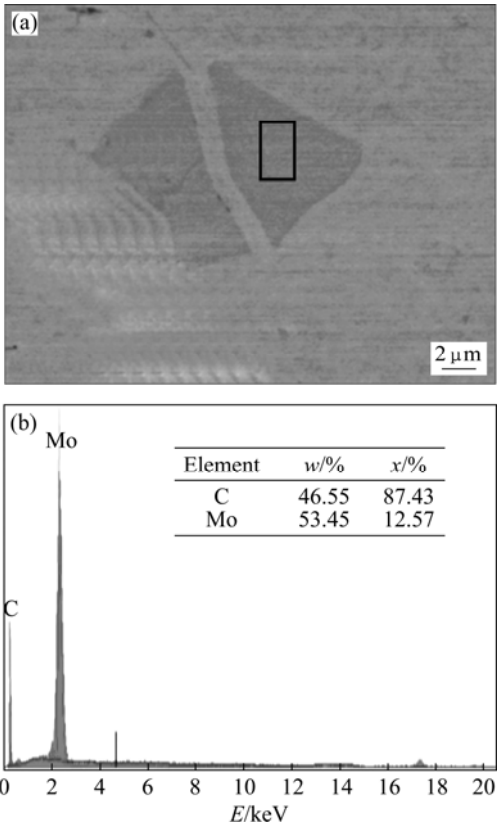 (a)
2 μm
(b)
Mo
Element w/% x/%
C 46.55 87.43
Mo 53.45 12.57
C
0 2 4 6 8 10 12 14 16 18 20
E/keV